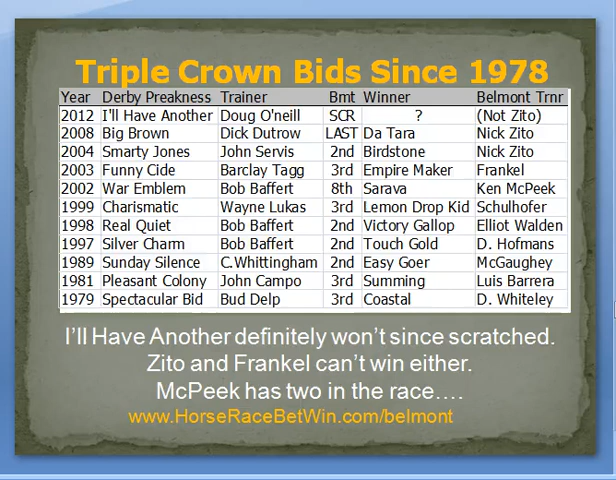 Triple Crown Bids Since 1978
Year Derby Preakness Trainer Bmt Winner Belmont Trnr
2012 I'll Have Another Doug O'neill SCR ? (Not Zito)
2008 Big Brown Dick Dutrow LAST Da Tara Nick Zito
2004 Smarty Jones John Servis 2nd Birdstone Nick Zito
2003 Funny Cide Barclay Tagg 3rd Empire Maker Frankel
2002 War Emblem Bob Baffert 8th Sarava Ken McPeek
1999 Charismatic Wayne Lukas 3rd Lemon Drop Kid Schulhofer
1998 Real Quiet Bob Baffert 2nd Victory Gallop Elliot Walden
1997 Silver Charm Bob Baffert 2nd Touch Gold D. Hofmans
1989 Sunday Silence C.Whittingham 2nd Easy Goer McGaughey
1981 Pleasant Colony John Campo 3rd Summing Luis Barrera
1979 Spectacular Bid Bud Delp 3rd Coastal D. Whiteley
I'll Have Another definitely won't since scratched.
Zito and Frankel can't win either.
McPeek has two in the race....
www.HorseRaceBetWin.com/belmont